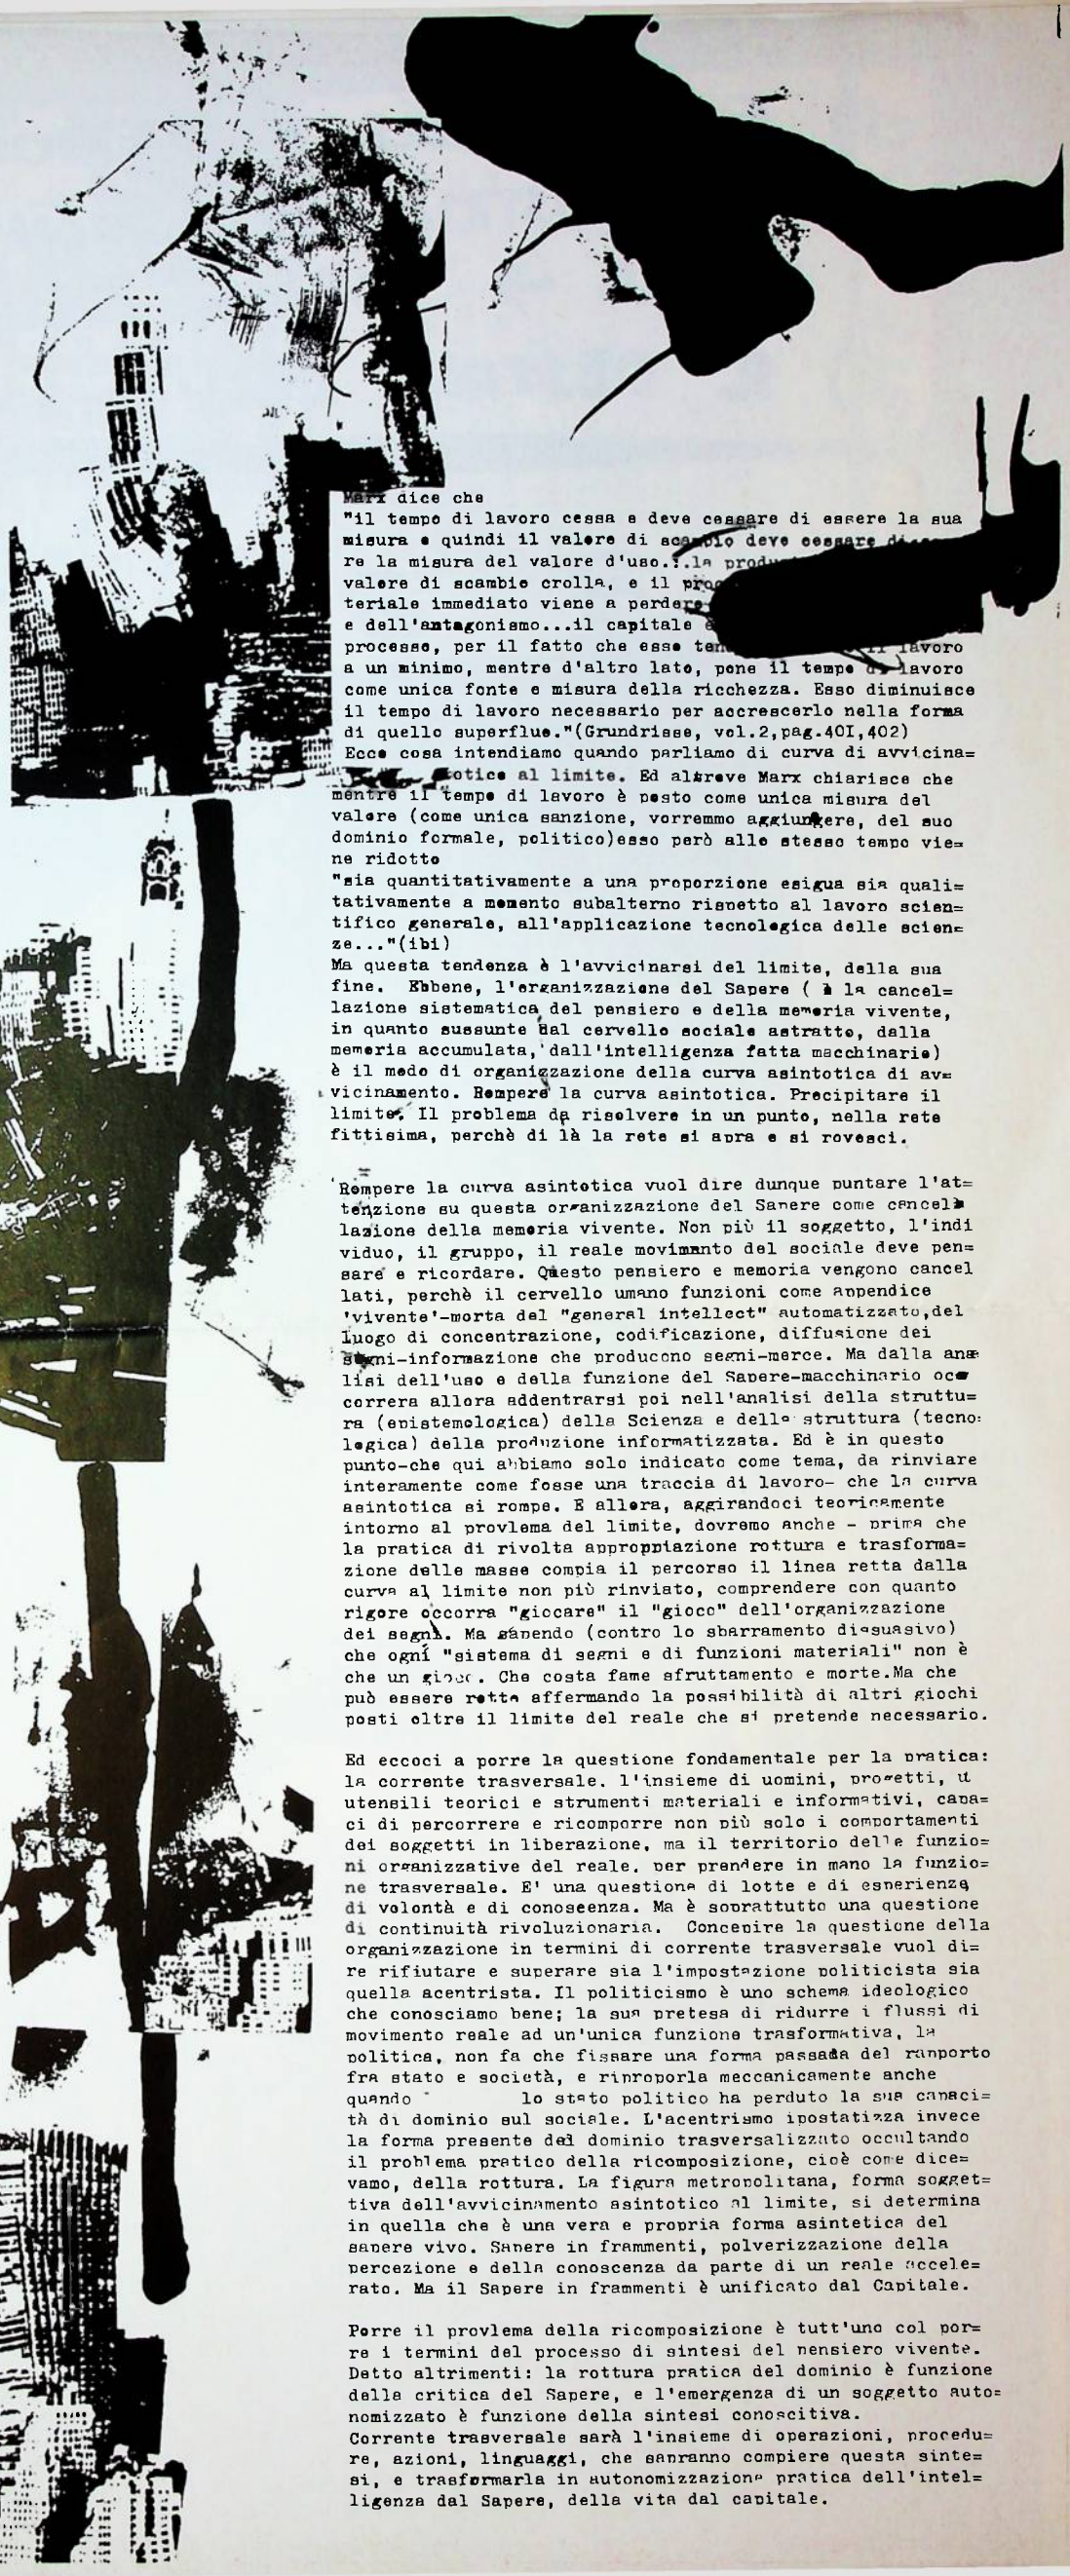 Marx dice che
"il tempo di lavoro cessa e deve cessare di essere la sua
misura e quindi il valore di scambio deve cessare di
re la misura del valore d'uso...la
valore di scambio crolla, e il
teriale immediato viene a perdere
e dell'antagonismo...il capitale
processo, per il fatto che esso lavoro
a un minimo, mentre d'altro lato, pone il tempo di lavoro
come unica fonte e misura della ricchezza. Esso diminuisce
il tempo di lavoro necessario per accrescerlo nella forma
di quello superfluo."(Grundrisse, vol.2,pag.40I,402)
Ecco cosa intendiamo quando parliamo di curva di avvicina=
otico al limite. Ed altrove Marx chiarisce che
mentre il tempo di lavoro è posto come unica misura del
valore (come unica sanzione, vorremmo aggiungere, del suo
dominio formale, politico)esso però allo stesso tempo vie=
ne ridotto
"sia quantitativamente a una proporzione esigua sia quali=
tativamente a momento subalterno rispetto al lavoro scien=
tifico generale, all'applicazione tecnologica delle scien=
ze..."(ibi)
Ma questa tendenza è l'avvicinarsi del limite, della sua
fine. Ebbene, l'organizzazione del Sapere ( è la cancel=
lazione sistematica del pensiero e della memoria vivente,
in quanto sussunte dal cervello sociale astratto, dalla
memoria accumulata, dall'intelligenza fatta macchinario)
è il modo di organizzazione della curva asintotica di av=
vicinamento. Rompere la curva asintotica. Precipitare il
limite. Il problema da risolvere in un punto, nella rete
fittisima, perchè di là la rete si apra e si rovesci.

Rompere la curva asintotica vuol dire dunque puntare l'at=
tenzione su questa organizzazione del Sapere come cancel=
lazione della memoria vivente. Non più il soggetto, l'indi
viduo, il gruppo, il reale movimanto del sociale deve pen=
sare e ricordare. Questo pensiero e memoria vengono cancel
lati, perchè il cervello umano funzioni come appendice
'vivente'-morta del "general intellect" automatizzato,del
luogo di concentrazione, codificazione, diffusione dei
segni-informazione che producono segni-merce. Ma dalla ana
lisi dell'uso e della funzione del Sapere-macchinario oc
correra allora addentrarsi poi nell'analisi della struttu=
ra (epistemologica) della Scienza e della struttura (tecno:
logica) della produzione informatizzata. Ed è in questo
punto-che qui abbiamo solo indicato come tema, da rinviare
interamente come fosse una traccia di lavoro- che la curva
asintotica si rompe. E allora, aggirandoci teoricamente
intorno al provlema del limite, dovremo anche - prima che
la pratica di rivolta appropriazione rottura e trasforma=
zione delle masse compia il percorso il linea retta dalla
curva al limite non più rinviato, comprendere con quanto
rigore occorra "giocare" il "gioco" dell'organizzazione
dei segni. Ma sapendo (contro lo sbarramento dissuasivo)
che ogni "sistema di segni e di funzioni materiali" non è
che un gioco. Che costa fame sfruttamento e morte.Ma che
può essere rotto affermando la possibilità di altri giochi
posti oltre il limite del reale che si pretende necessario.

Ed eccoci a porre la questione fondamentale per la pratica:
la corrente trasversale. l'insieme di uomini, progetti, u
utensili teorici e strumenti materiali e informativi, capa=
ci di percorrere e ricomporre non più solo i comportamenti
dei soggetti in liberazione, ma il territorio delle funzio=
ni organizzative del reale. per prendere in mano la funzio=
ne trasversale. E' una questione di lotte e di esperienze
di volontà e di conoseenza. Ma è soprattutto una questione
di continuità rivoluzionaria. Concepire la questione della
organizzazione in termini di corrente trasversale vuol di=
re rifiutare e superare sia l'impostazione politicista sia
quella acentrista. Il politicismo è uno schema ideologico
che conosciamo bene; la sua pretesa di ridurre i flussi di
movimento reale ad un'unica funzione trasformativa, la
politica, non fa che fissare una forma passada del rapporto
fra stato e società, e riproporla meccanicamente anche
quando lo stato politico ha perduto la sua capaci=
tà di dominio sul sociale. L'acentrismo ipostatizza invece
la forma presente del dominio trasversalizzato occultando
il problema pratico della ricomposizione, cioè come dice=
vamo, della rottura. La figura metropolitana, forma sogget=
tiva dell'avvicinamento asintotico al limite, si determina
in quella che è una vera e propria forma asintetica del
sapere vivo. Sapere in frammenti, polverizzazione della
percezione e della conoscenza da parte di un reale accele=
rato. Ma il Sapere in frammenti è unificato dal Capitale.

Porre il provlema della ricomposizione è tutt'uno col por=
re i termini del processo di sintesi del pensiero vivente.
Detto altrimenti: la rottura pratica del dominio è funzione
della critica del Sapere, e l'emergenza di un soggetto auto=
nomizzato è funzione della sintesi conoscitiva.
Corrente trasversale sarà l'insieme di operazioni, procedu=
re, azioni, linguaggi, che sapranno compiere questa sinte=
si, e trasformarla in autonomizzazione pratica dell'intel=
ligenza dal Sapere, della vita dal capitale.